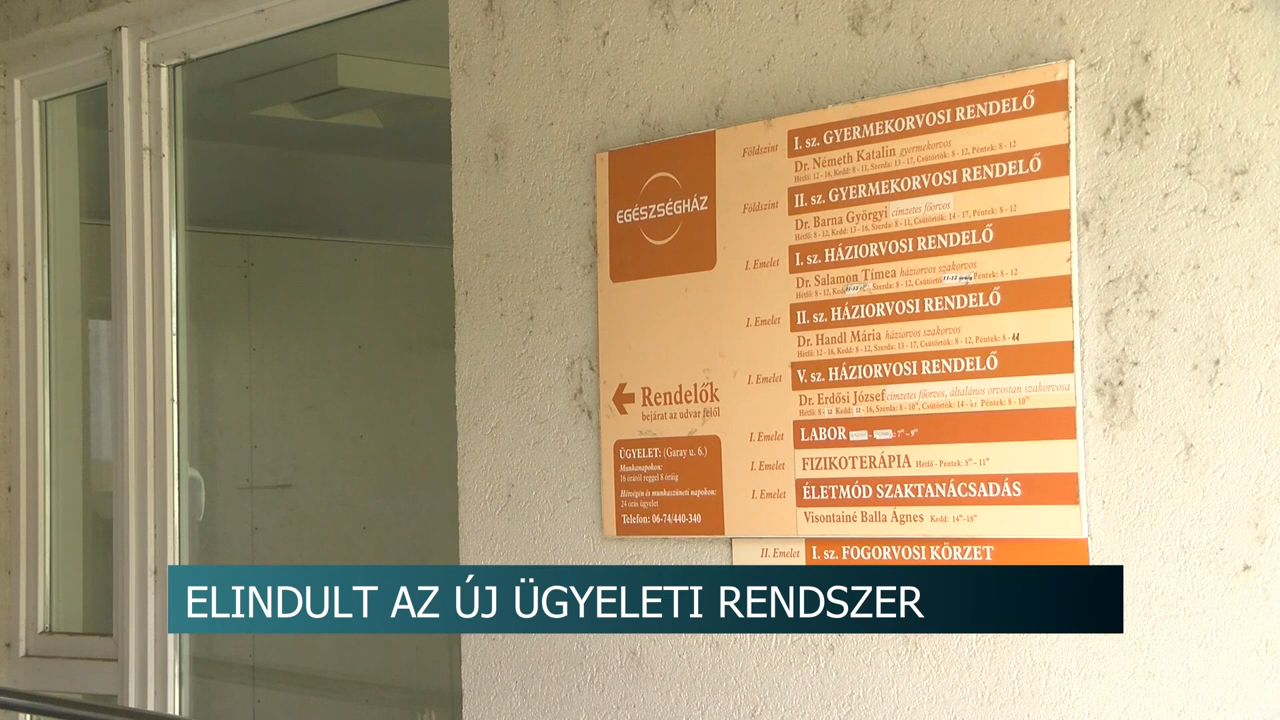 EGÉSZSÉGHÁZ
Rendelők
bejárat az udvar felől
ÜGYELET: (Garay u. 6.)
Munkanapokon:
16 órától reggel 8 óráig
Hétvégén és munkaszüneti napokon:
24 órás ügyelet
Telefon: 06-74/440-340
Földszint
I. sz. GYERMEKORVOSI RENDELŐ
Dr. Németh Katalin gyermekorvos
Hétfő: 12 - 16, Kedd: 8 - 11, Szerda: 13 - 17, Csütörtök: 8 - 12, Péntek: 8 - 12
Földszint
II. sz. GYERMEKORVOSI RENDELŐ
Dr. Barna Györgyi címzetes főorvos
Hétfő: 8 - 12, Kedd: 13 - 16, Szerda: 8 - 11, Csütörtök: 14 - 17, Péntek: 8 - 12
I. Emelet
I. sz. HÁZIORVOSI RENDELŐ
Dr. Salamon Tímea háziorvos szakorvos
Hétfő: 8 - 12, Szerda: 8 - 12, 11-15 óráig Péntek: 8 - 12
I. Emelet
II. sz. HÁZIORVOSI RENDELŐ
Dr. Handl Mária háziorvos szakorvos
Hétfő: 12 - 16, Kedd: 8 - 12, Szerda: 13 - 17, Csütörtök: 8 - 12, Péntek: 8 - 11
I. Emelet
V. sz. HÁZIORVOSI RENDELŐ
Dr. Erdősi József címzetes főorvos, általános orvostan szakorvosa
Hétfő: 8 - 12 Kedd: 12 - 16, Szerda: 8 - 10", Csütörtök: 14 - 17 Péntek: 8 - 10"
I. Emelet
LABOR
I. Emelet
FIZIKOTERÁPIA Hétfő - Péntek: 8" – 11"
I. Emelet
ÉLETMÓD SZAKTANÁCSADÁS
Visontainé Balla Ágnes Kedd: 14" – 18"
II. Emelet
I. sz. FOGORVOSI KÖRZET
ELINDULT AZ ÚJ ÜGYELETI RENDSZER